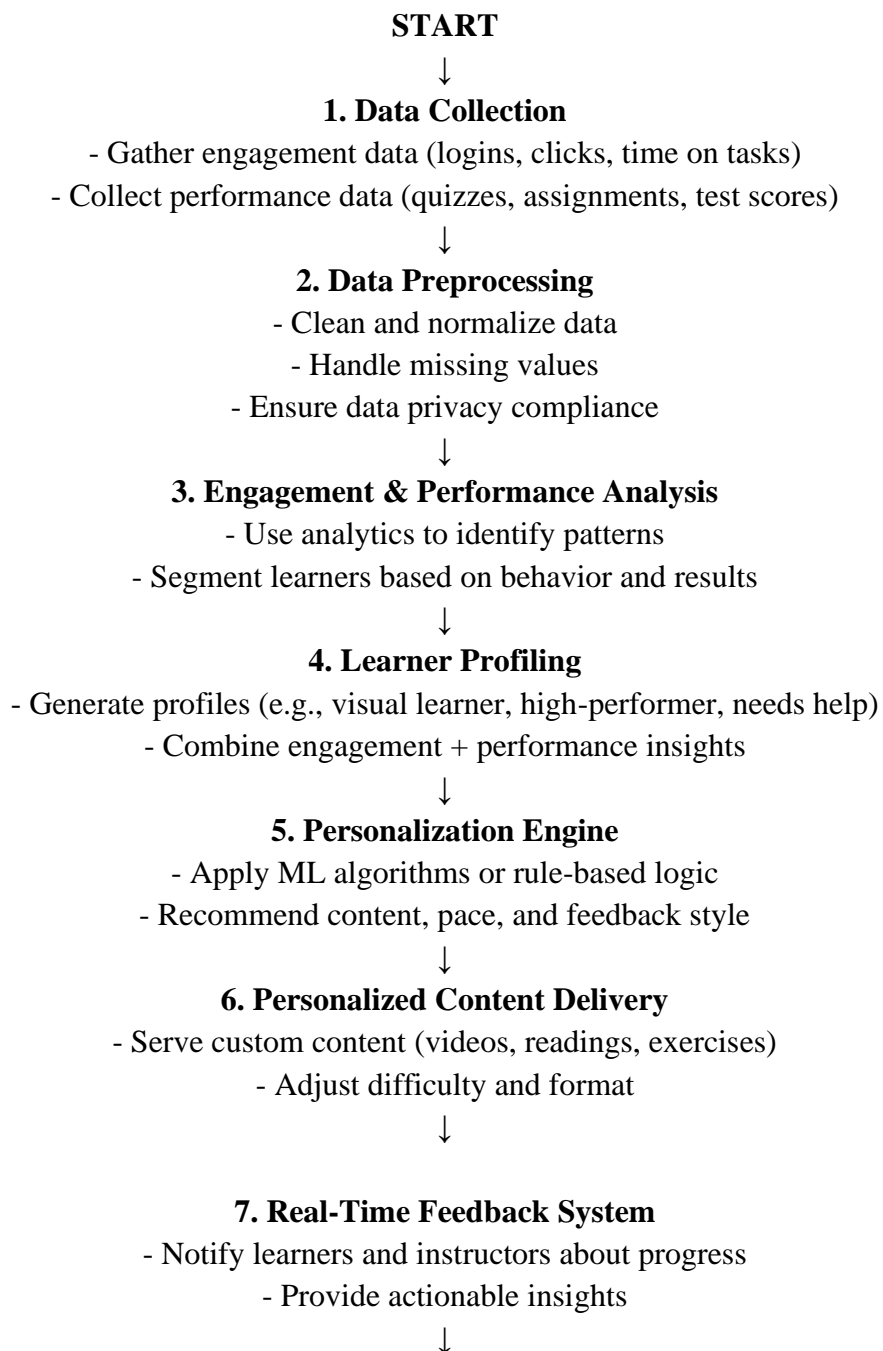 START
↓
1. Data Collection
- Gather engagement data (logins, clicks, time on tasks)
- Collect performance data (quizzes, assignments, test scores)
↓
2. Data Preprocessing
- Clean and normalize data
- Handle missing values
- Ensure data privacy compliance
↓
3. Engagement & Performance Analysis
- Use analytics to identify patterns
- Segment learners based on behavior and results
↓
4. Learner Profiling
- Generate profiles (e.g., visual learner, high-performer, needs help)
- Combine engagement + performance insights
↓
5. Personalization Engine
- Apply ML algorithms or rule-based logic
- Recommend content, pace, and feedback style
↓
6. Personalized Content Delivery
- Serve custom content (videos, readings, exercises)
- Adjust difficulty and format
↓
7. Real-Time Feedback System
- Notify learners and instructors about progress
- Provide actionable insights
↓